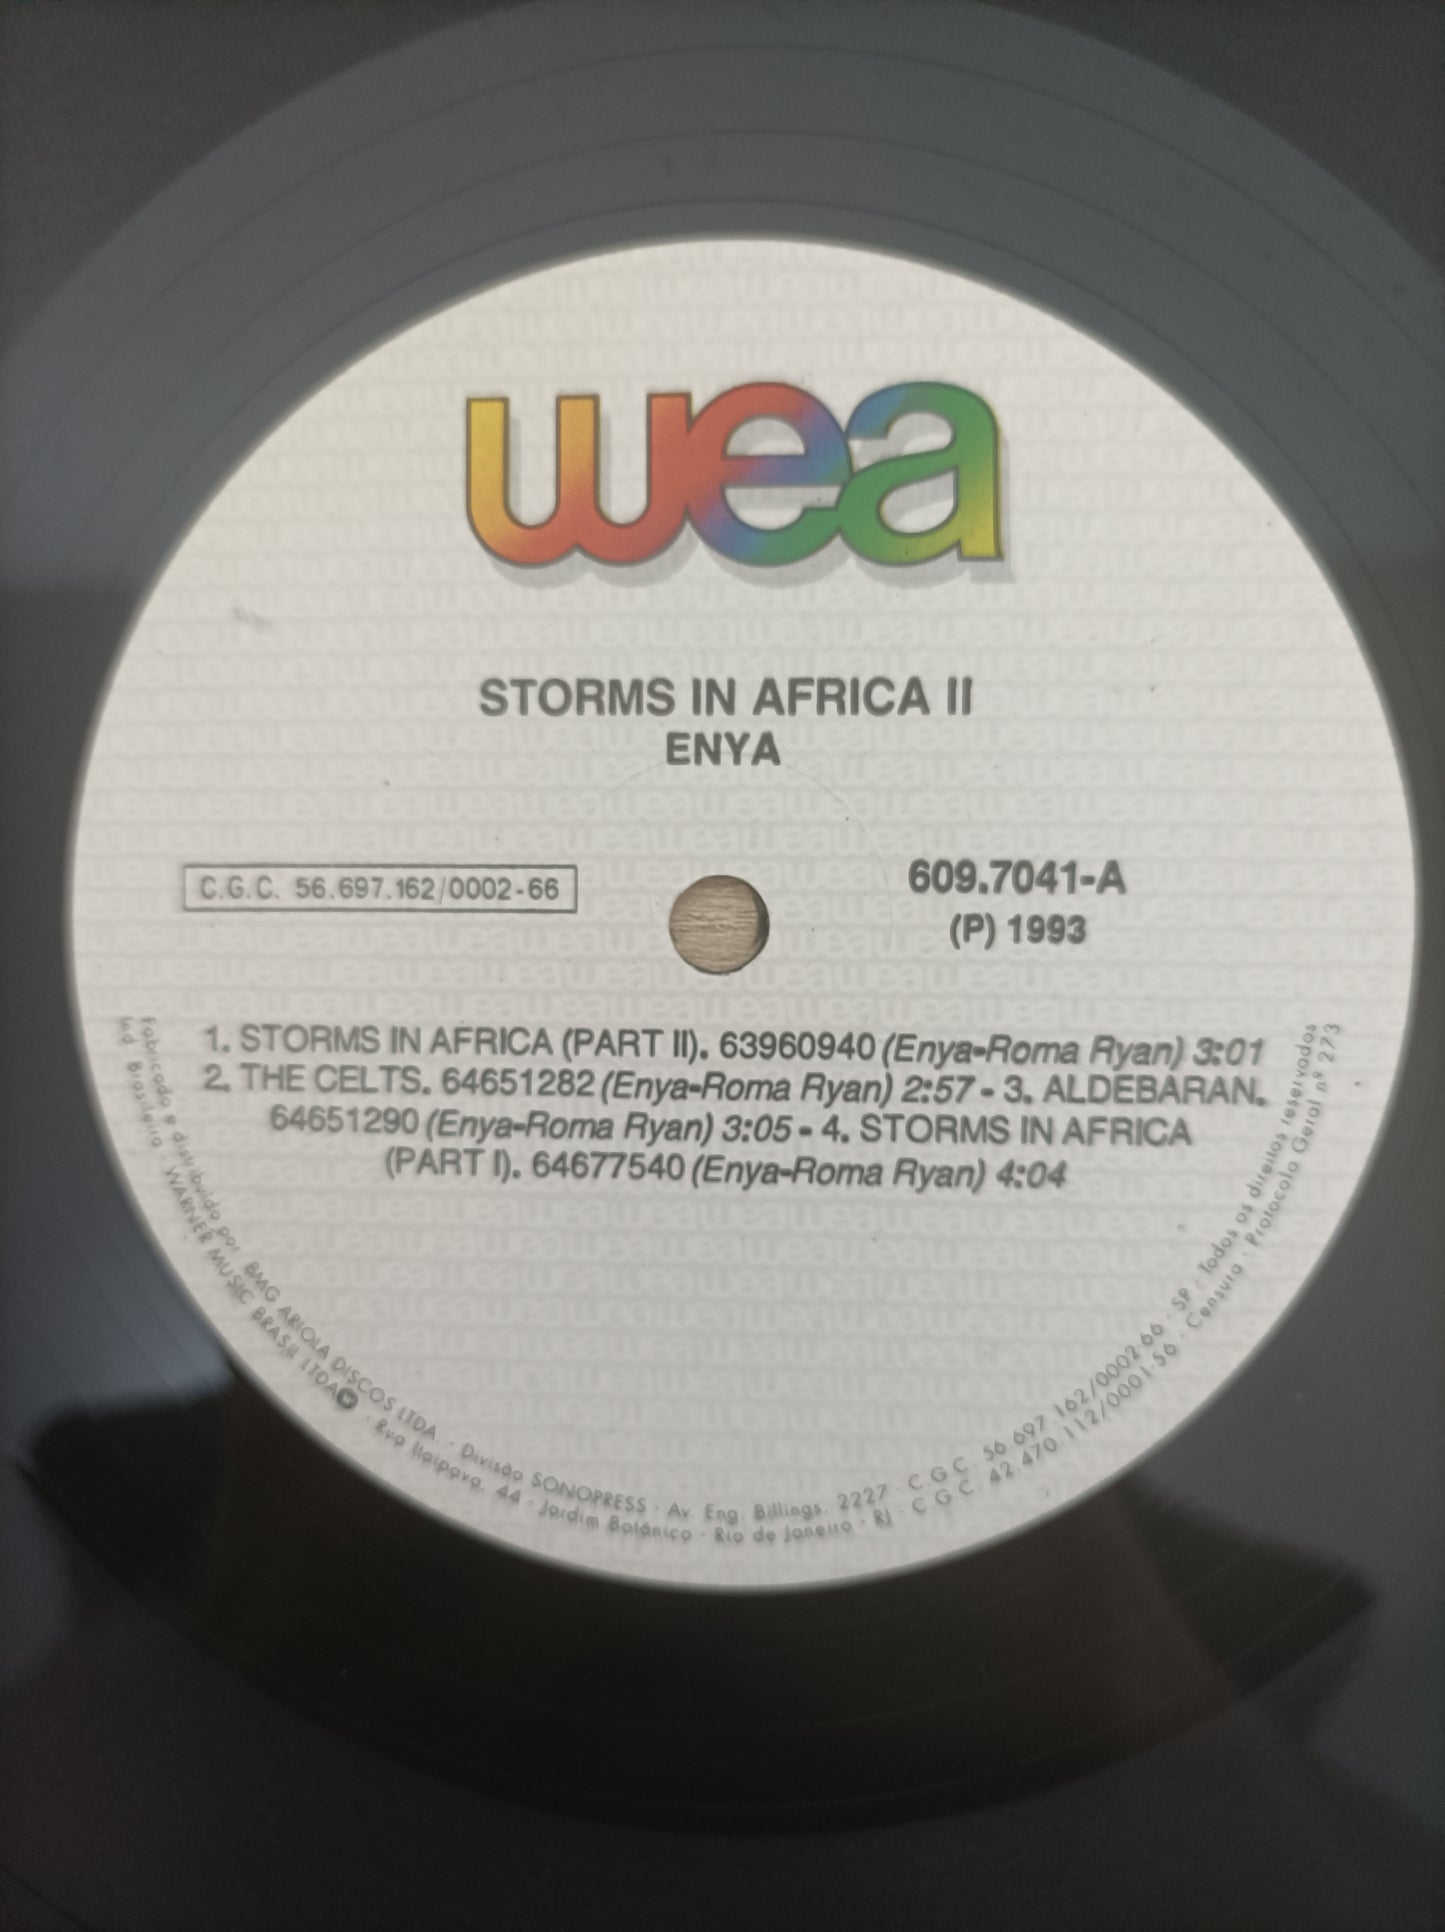 wea
STORMS IN AFRICA II
ENYA
C.G.C. 56.697.162/0002-66
609.7041-A
(P) 1993
1. STORMS IN AFRICA (PART II). 63960940 (Enya-Roma Ryan) 3:01
2. THE CELTS. 64651282 (Enya-Roma Ryan) 2:57 - 3. ALDEBARAN.
64651290 (Enya-Roma Ryan) 3:05 - 4. STORMS IN AFRICA
(PART I). 64677540 (Enya-Roma Ryan) 4:04
Fabricado e distribuído por BMG ARIOLA DISCOS LTDA. · Divisão SONOPRESS · Av. Eng. Billings, 2227 · C.G.C. 56 697 162/0002-66 · SP · Todos os direitos reservados
Ind Brasileira · WARNER MUSIC BRASIL LTDA · Rua Itaipava, 44 · Jardim Botânico · Rio de Janeiro · RJ · C.G.C. 42.470.112/0001-56 · Censura · Protocolo Geral nº 273